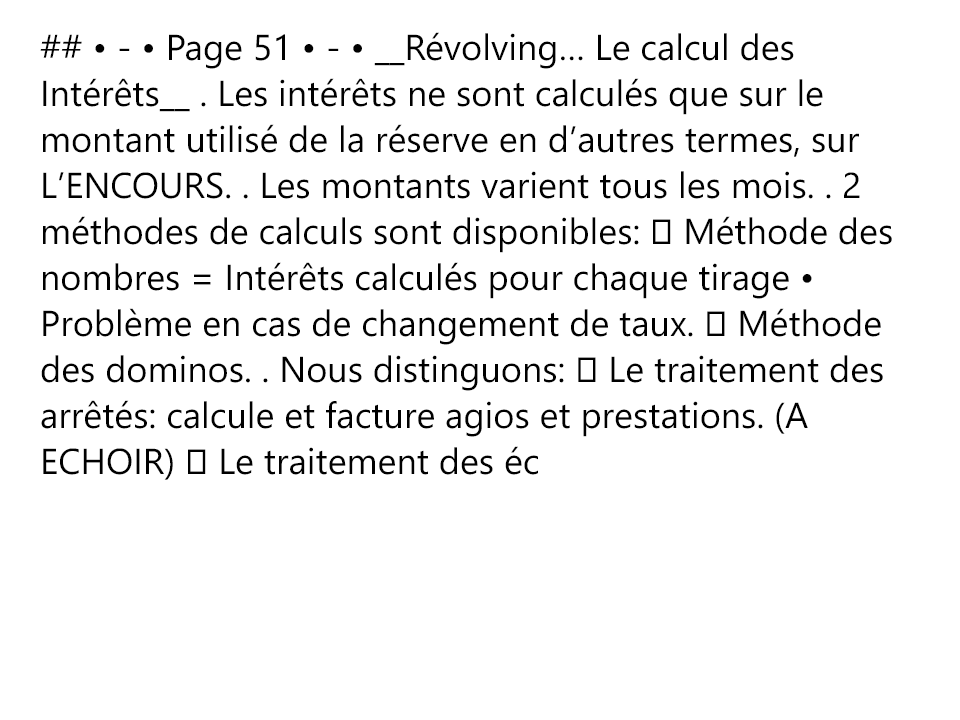 ## • - • Page 51 • - • __Révolving… Le calcul des
Intérêts__ . Les intérêts ne sont calculés que sur le
montant utilisé de la réserve en d’autres termes, sur
L’ENCOURS. . Les montants varient tous les mois. . 2
méthodes de calculs sont disponibles:  Méthode des
nombres = Intérêts calculés pour chaque tirage •
Problème en cas de changement de taux.  Méthode
des dominos. . Nous distinguons:  Le traitement des
arrêtés: calcule et facture agios et prestations. (A
ECHOIR)  Le traitement des éc